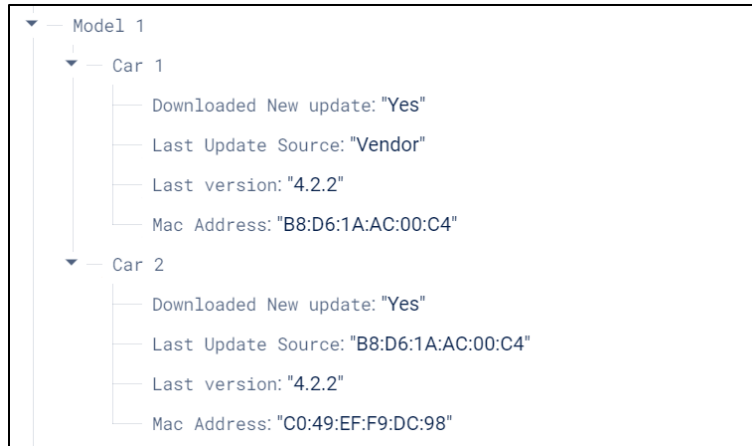 Model 1
Car 1
Downloaded New update: "Yes"
Last Update Source: "Vendor"
Last version: "4.2.2"
Mac Address: "B8:D6:1A:AC:00:C4"
Car 2
Downloaded New update: "Yes"
Last Update Source: "B8:D6:1A:AC:00:C4"
Last version: "4.2.2"
Mac Address: "C0:49:EF:F9:DC:98"